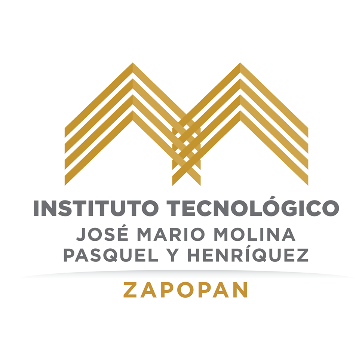 INSTITUTO TECNOLÓGICO
JOSÉ MARIO MOLINA
PASQUEL Y HENRÍQUEZ
ZAPOPAN